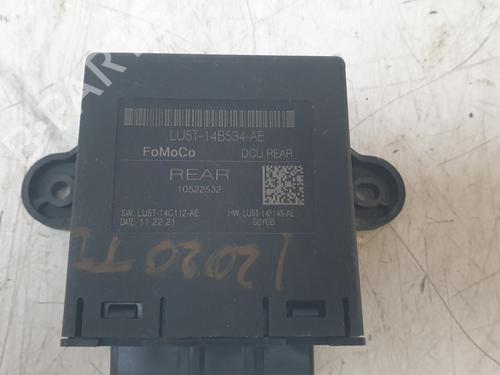 LU5T-14B534-AE
FoMoCo DCU REAR
REAR
10522532
SW: LU5T-14C112-AE HW: LU5T-14F145-AE
DATE: 11.22.21 SOYCB